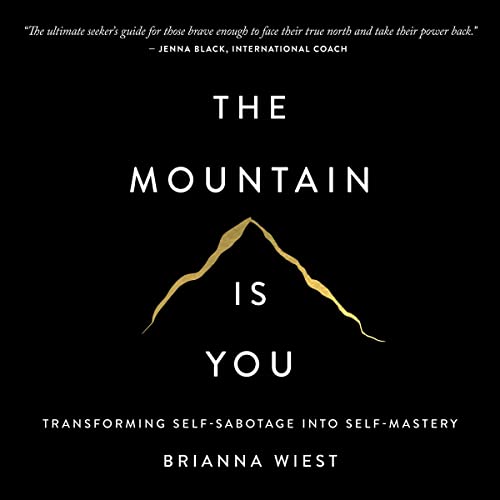 “The ultimate seeker’s guide for those brave enough to face their true north and take their power back.”
— JENNA BLACK, INTERNATIONAL COACH
THE
MOUNTAIN
IS
YOU
TRANSFORMING SELF-SABOTAGE INTO SELF-MASTERY
BRIANNA WIEST